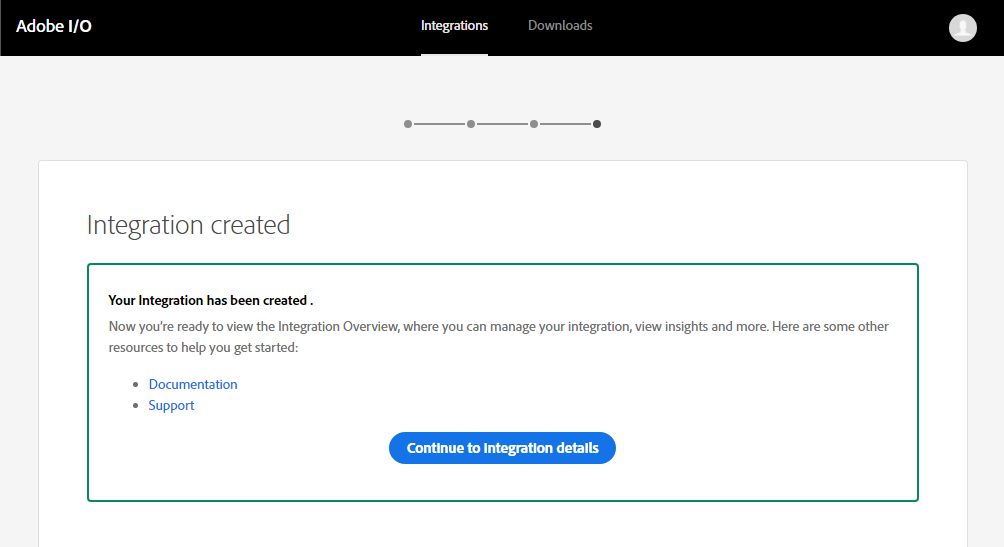 Adobe I/O
Integrations
Downloads
Integration created
Your Integration has been created .
Now you're ready to view the Integration Overview, where you can manage your integration, view insights and more. Here are some other
resources to help you get started:
Documentation
Support
Continue to integration details